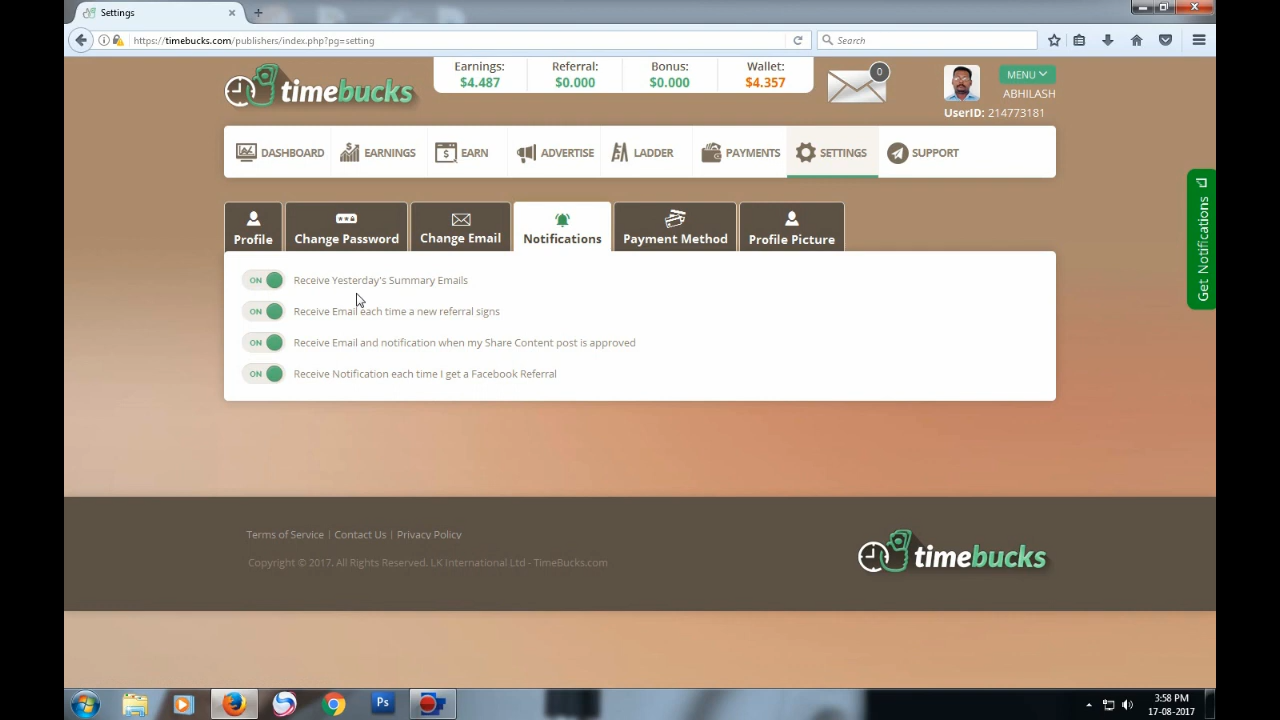 Settings
https://timebucks.com/publishers/index.php?pg=setting
Search
timebucks
Earnings: Referral: Bonus: Wallet:
$4.487 $0.000 $0.000 $4.357
0
MENU
ABHILASH
UserID: 214773181
DASHBOARD EARNINGS EARN ADVERTISE LADDER PAYMENTS SETTINGS SUPPORT
Get Notifications
Profile Change Password Change Email Notifications Payment Method Profile Picture
ON Receive Yesterday's Summary Emails
ON Receive Email each time a new referral signs
ON Receive Email and notification when my Share Content post is approved
ON Receive Notification each time I get a Facebook Referral
Terms of Service | Contact Us | Privacy Policy
Copyright © 2017. All Rights Reserved. LK International Ltd - TimeBucks.com
timebucks
Ps
3:58 PM
17-08-2017